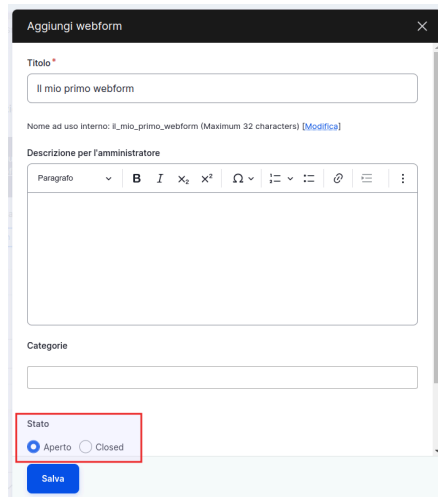 Aggiungi webform
Titolo*
Il mio primo webform
Nome ad uso interno: il_mio_primo_webform (Maximum 32 characters) [Modifica]
Descrizione per l'amministratore
Paragrafo B I X₂ X² Ω
Categorie
Stato
Aperto Closed
Salva